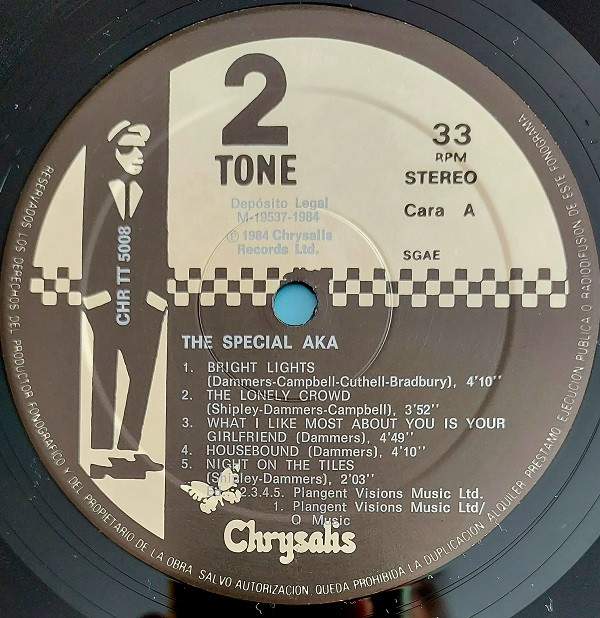 2
TONE
33
RPM
STEREO
Depósito Legal
M-19537-1984
Cara A
℗ 1984 Chrysalis
Records Ltd.
SGAE
CHR TT 5008
THE SPECIAL AKA
1. BRIGHT LIGHTS
(Dammers-Campbell-Cuthell-Bradbury), 4'10''
2. THE LONELY CROWD
(Shipley-Dammers-Campbell), 3'52''
3. WHAT I LIKE MOST ABOUT YOU IS YOUR
GIRLFRIEND (Dammers), 4'49''
4. HOUSEBOUND (Dammers), 4'10''
5. NIGHT ON THE TILES
(Shipley-Dammers), 2'03''
2.3.4.5. Plangent Visions Music Ltd.
1. Plangent Visions Music Ltd/
O Music
Chrysalis
RESERVADOS LOS DERECHOS DEL PRODUCTOR FONOGRAFICO Y DEL PROPIETARIO DE LA OBRA SALVO AUTORIZACION QUEDA PROHIBIDA LA DUPLICACION ALQUILER PRESTAMO EJECUCION PUBLICA O RADIODIFUSION DE ESTE FONOGRAMA